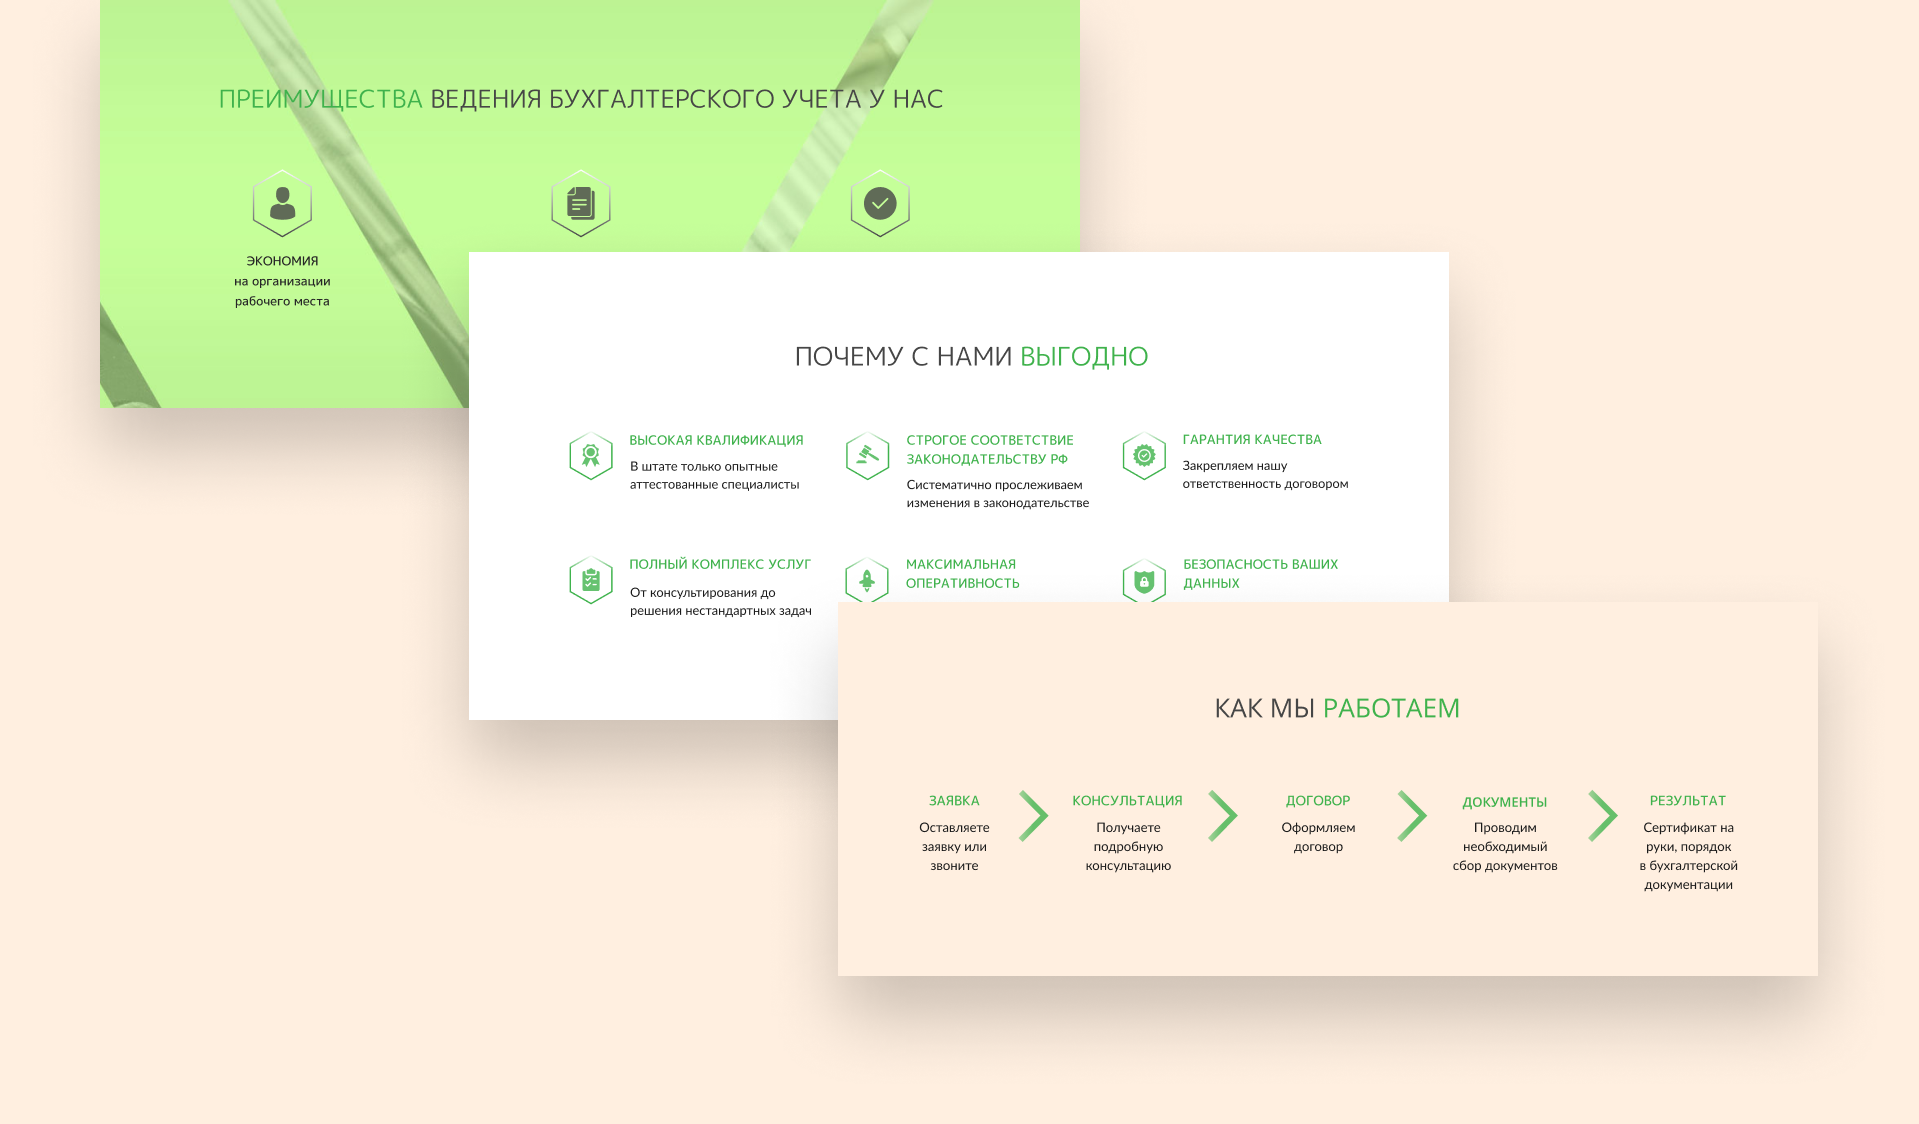 ПРЕИМУЩЕСТВА ВЕДЕНИЯ БУХГАЛТЕРСКОГО УЧЕТА У НАС
ЭКОНОМИЯ
на организации
рабочего места
ПОЧЕМУ С НАМИ ВЫГОДНО
ВЫСОКАЯ КВАЛИФИКАЦИЯ
В штате только опытные
аттестованные специалисты
СТРОГОЕ СООТВЕТСТВИЕ
ЗАКОНОДАТЕЛЬСТВУ РФ
Систематично прослеживаем
изменения в законодательстве
ГАРАНТИЯ КАЧЕСТВА
Закрепляем нашу
ответственность договором
ПОЛНЫЙ КОМПЛЕКС УСЛУГ
От консультирования до
решения нестандартных задач
МАКСИМАЛЬНАЯ
ОПЕРАТИВНОСТЬ
БЕЗОПАСНОСТЬ ВАШИХ
ДАННЫХ
КАК МЫ РАБОТАЕМ
ЗАЯВКА
Оставляете
заявку или
звоните
КОНСУЛЬТАЦИЯ
Получаете
подробную
консультацию
ДОГОВОР
Оформляем
договор
ДОКУМЕНТЫ
Проводим
необходимый
сбор документов
РЕЗУЛЬТАТ
Сертификат на
руки, порядок
в бухгалтерской
документации